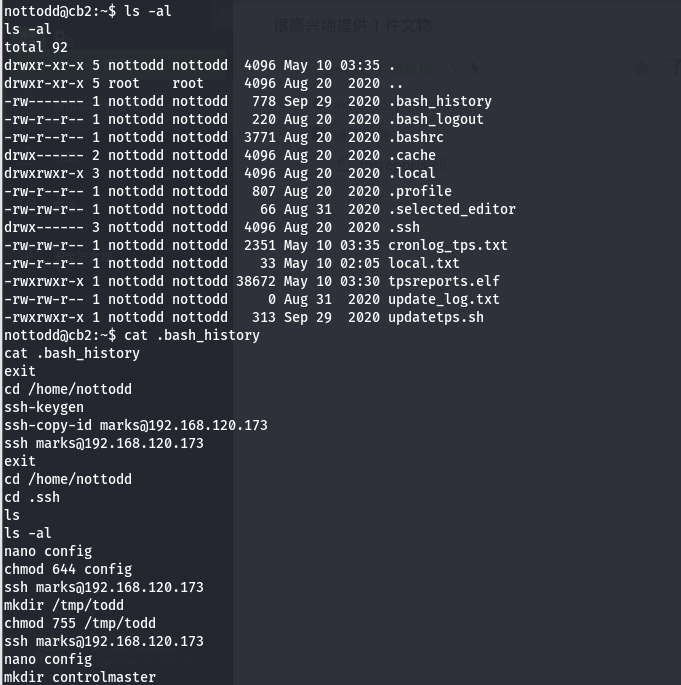 很高兴地提供 1 件文物
nottodd@cb2:~$ ls -al
ls -al
total 92
drwxr-xr-x 5 nottodd nottodd  4096 May 10 03:35 .
drwxr-xr-x 5 root    root     4096 Aug 20  2020 ..
-rw------- 1 nottodd nottodd   778 Sep 29  2020 .bash_history
-rw-r--r-- 1 nottodd nottodd   220 Aug 20  2020 .bash_logout
-rw-r--r-- 1 nottodd nottodd  3771 Aug 20  2020 .bashrc
drwx------ 2 nottodd nottodd  4096 Aug 20  2020 .cache
drwxrwxr-x 3 nottodd nottodd  4096 Aug 20  2020 .local
-rw-r--r-- 1 nottodd nottodd   807 Aug 20  2020 .profile
-rw-rw-r-- 1 nottodd nottodd    66 Aug 31  2020 .selected_editor
drwx------ 3 nottodd nottodd  4096 Aug 20  2020 .ssh
-rw-rw-r-- 1 nottodd nottodd  2351 May 10 03:35 cronlog_tps.txt
-rw-r--r-- 1 nottodd nottodd    33 May 10 02:05 local.txt
-rwxrwxr-x 1 nottodd nottodd 38672 May 10 03:30 tpsreports.elf
-rw-rw-r-- 1 nottodd nottodd     0 Aug 31  2020 update_log.txt
-rwxrwxr-x 1 nottodd nottodd   313 Sep 29  2020 updatetps.sh
nottodd@cb2:~$ cat .bash_history
cat .bash_history
exit
cd /home/nottodd
ssh-keygen
ssh-copy-id marks@192.168.120.173
ssh marks@192.168.120.173
exit
cd /home/nottodd
cd .ssh
ls
ls -al
nano config
chmod 644 config
ssh marks@192.168.120.173
mkdir /tmp/todd
chmod 755 /tmp/todd
ssh marks@192.168.120.173
nano config
mkdir controlmaster